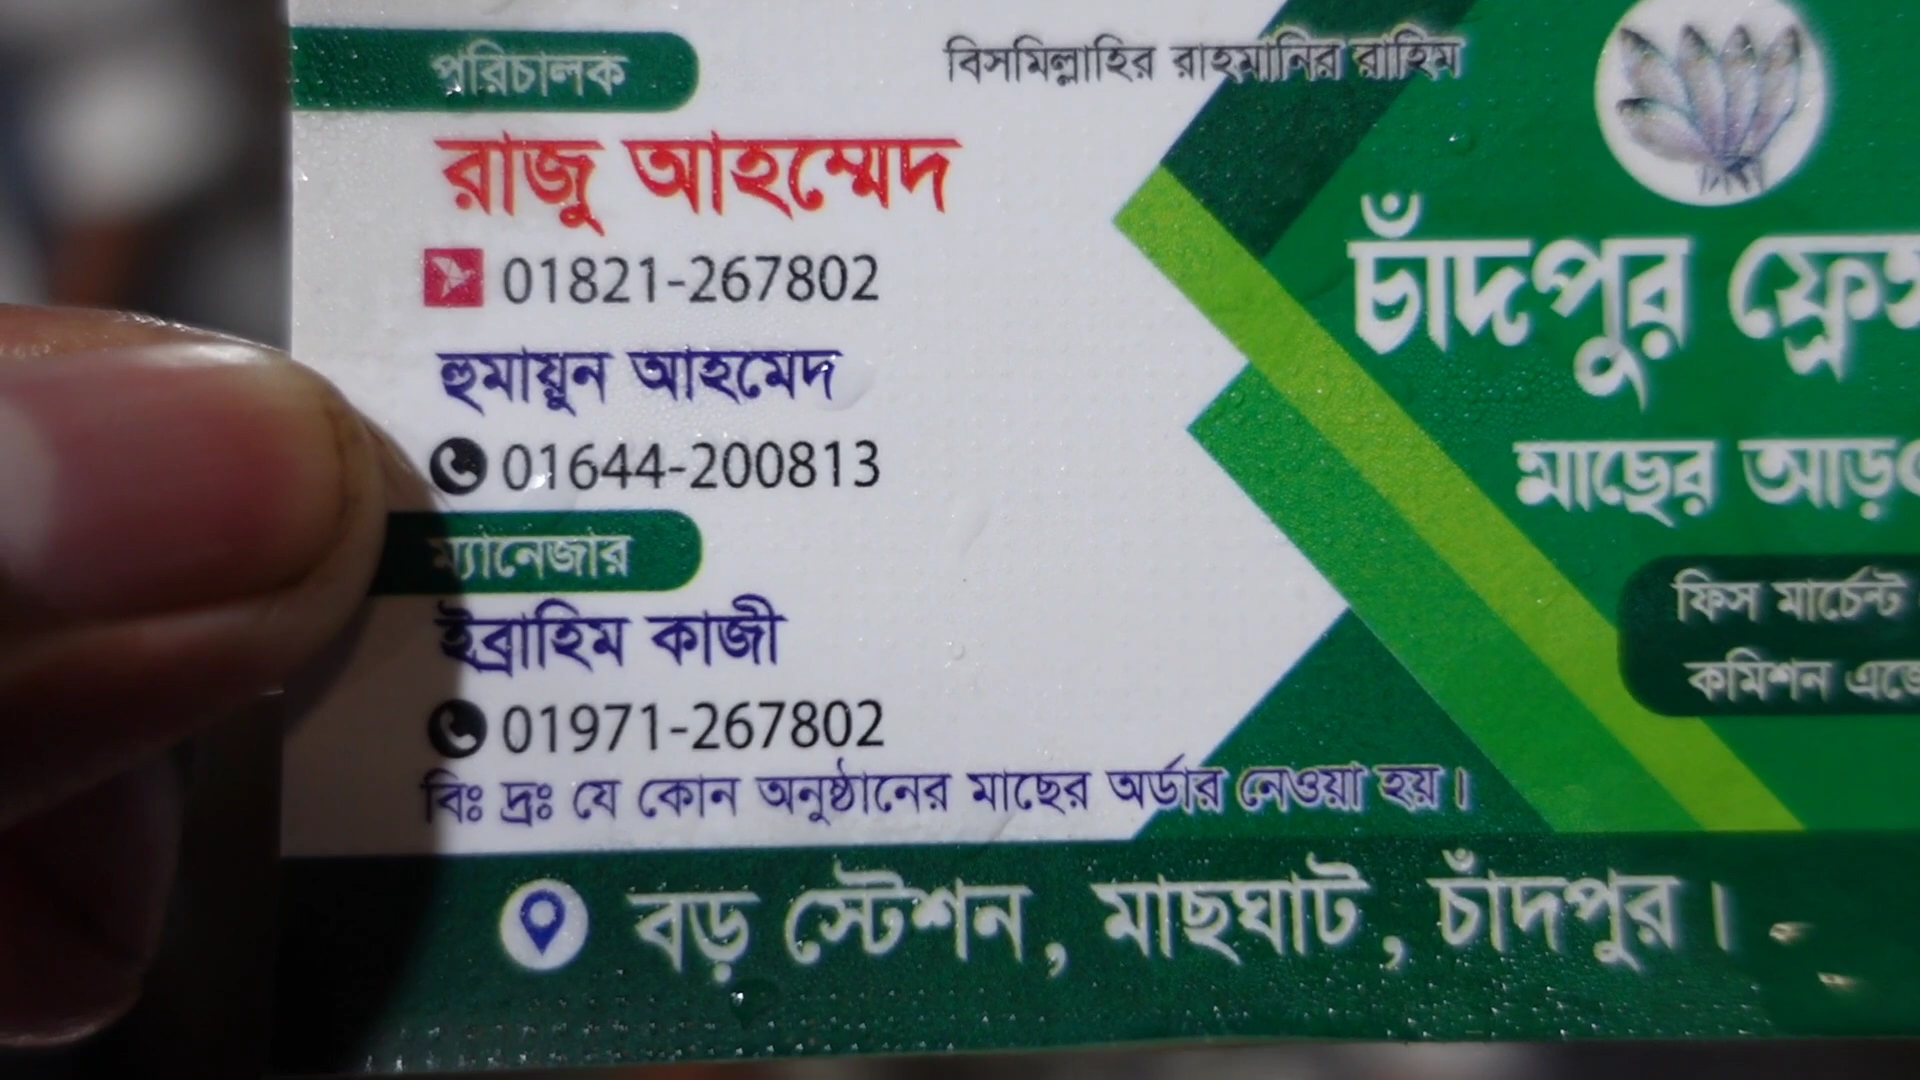 বিসমিল্লাহির রাহমানির রাহিম
পরিচালক
রাজু আহম্মেদ
01821-267802
হুমায়ুন আহমেদ
01644-200813
ম্যানেজার
ইব্রাহিম কাজী
01971-267802
বিঃ দ্রঃ যে কোন অনুষ্ঠানের মাছের অর্ডার নেওয়া হয়।
চাঁদপুর
মাছের
ফিস মার্চেন্ট
কমিশন
বড় স্টেশন, মাছঘাট, চাঁদপুর।